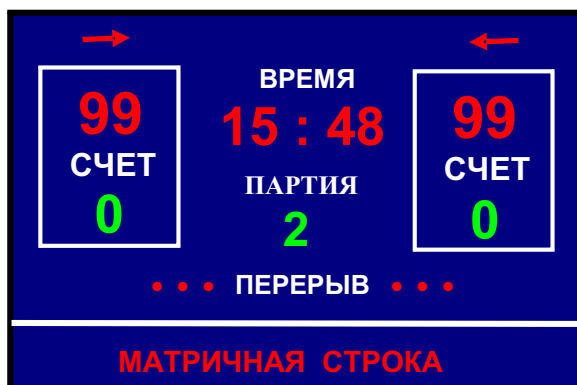 ВРЕМЯ
99
15 : 48
99
СЧЕТ
ПАРТИЯ
СЧЕТ
0
2
0
• • • ПЕРЕРЫВ • • •
МАТРИЧНАЯ СТРОКА